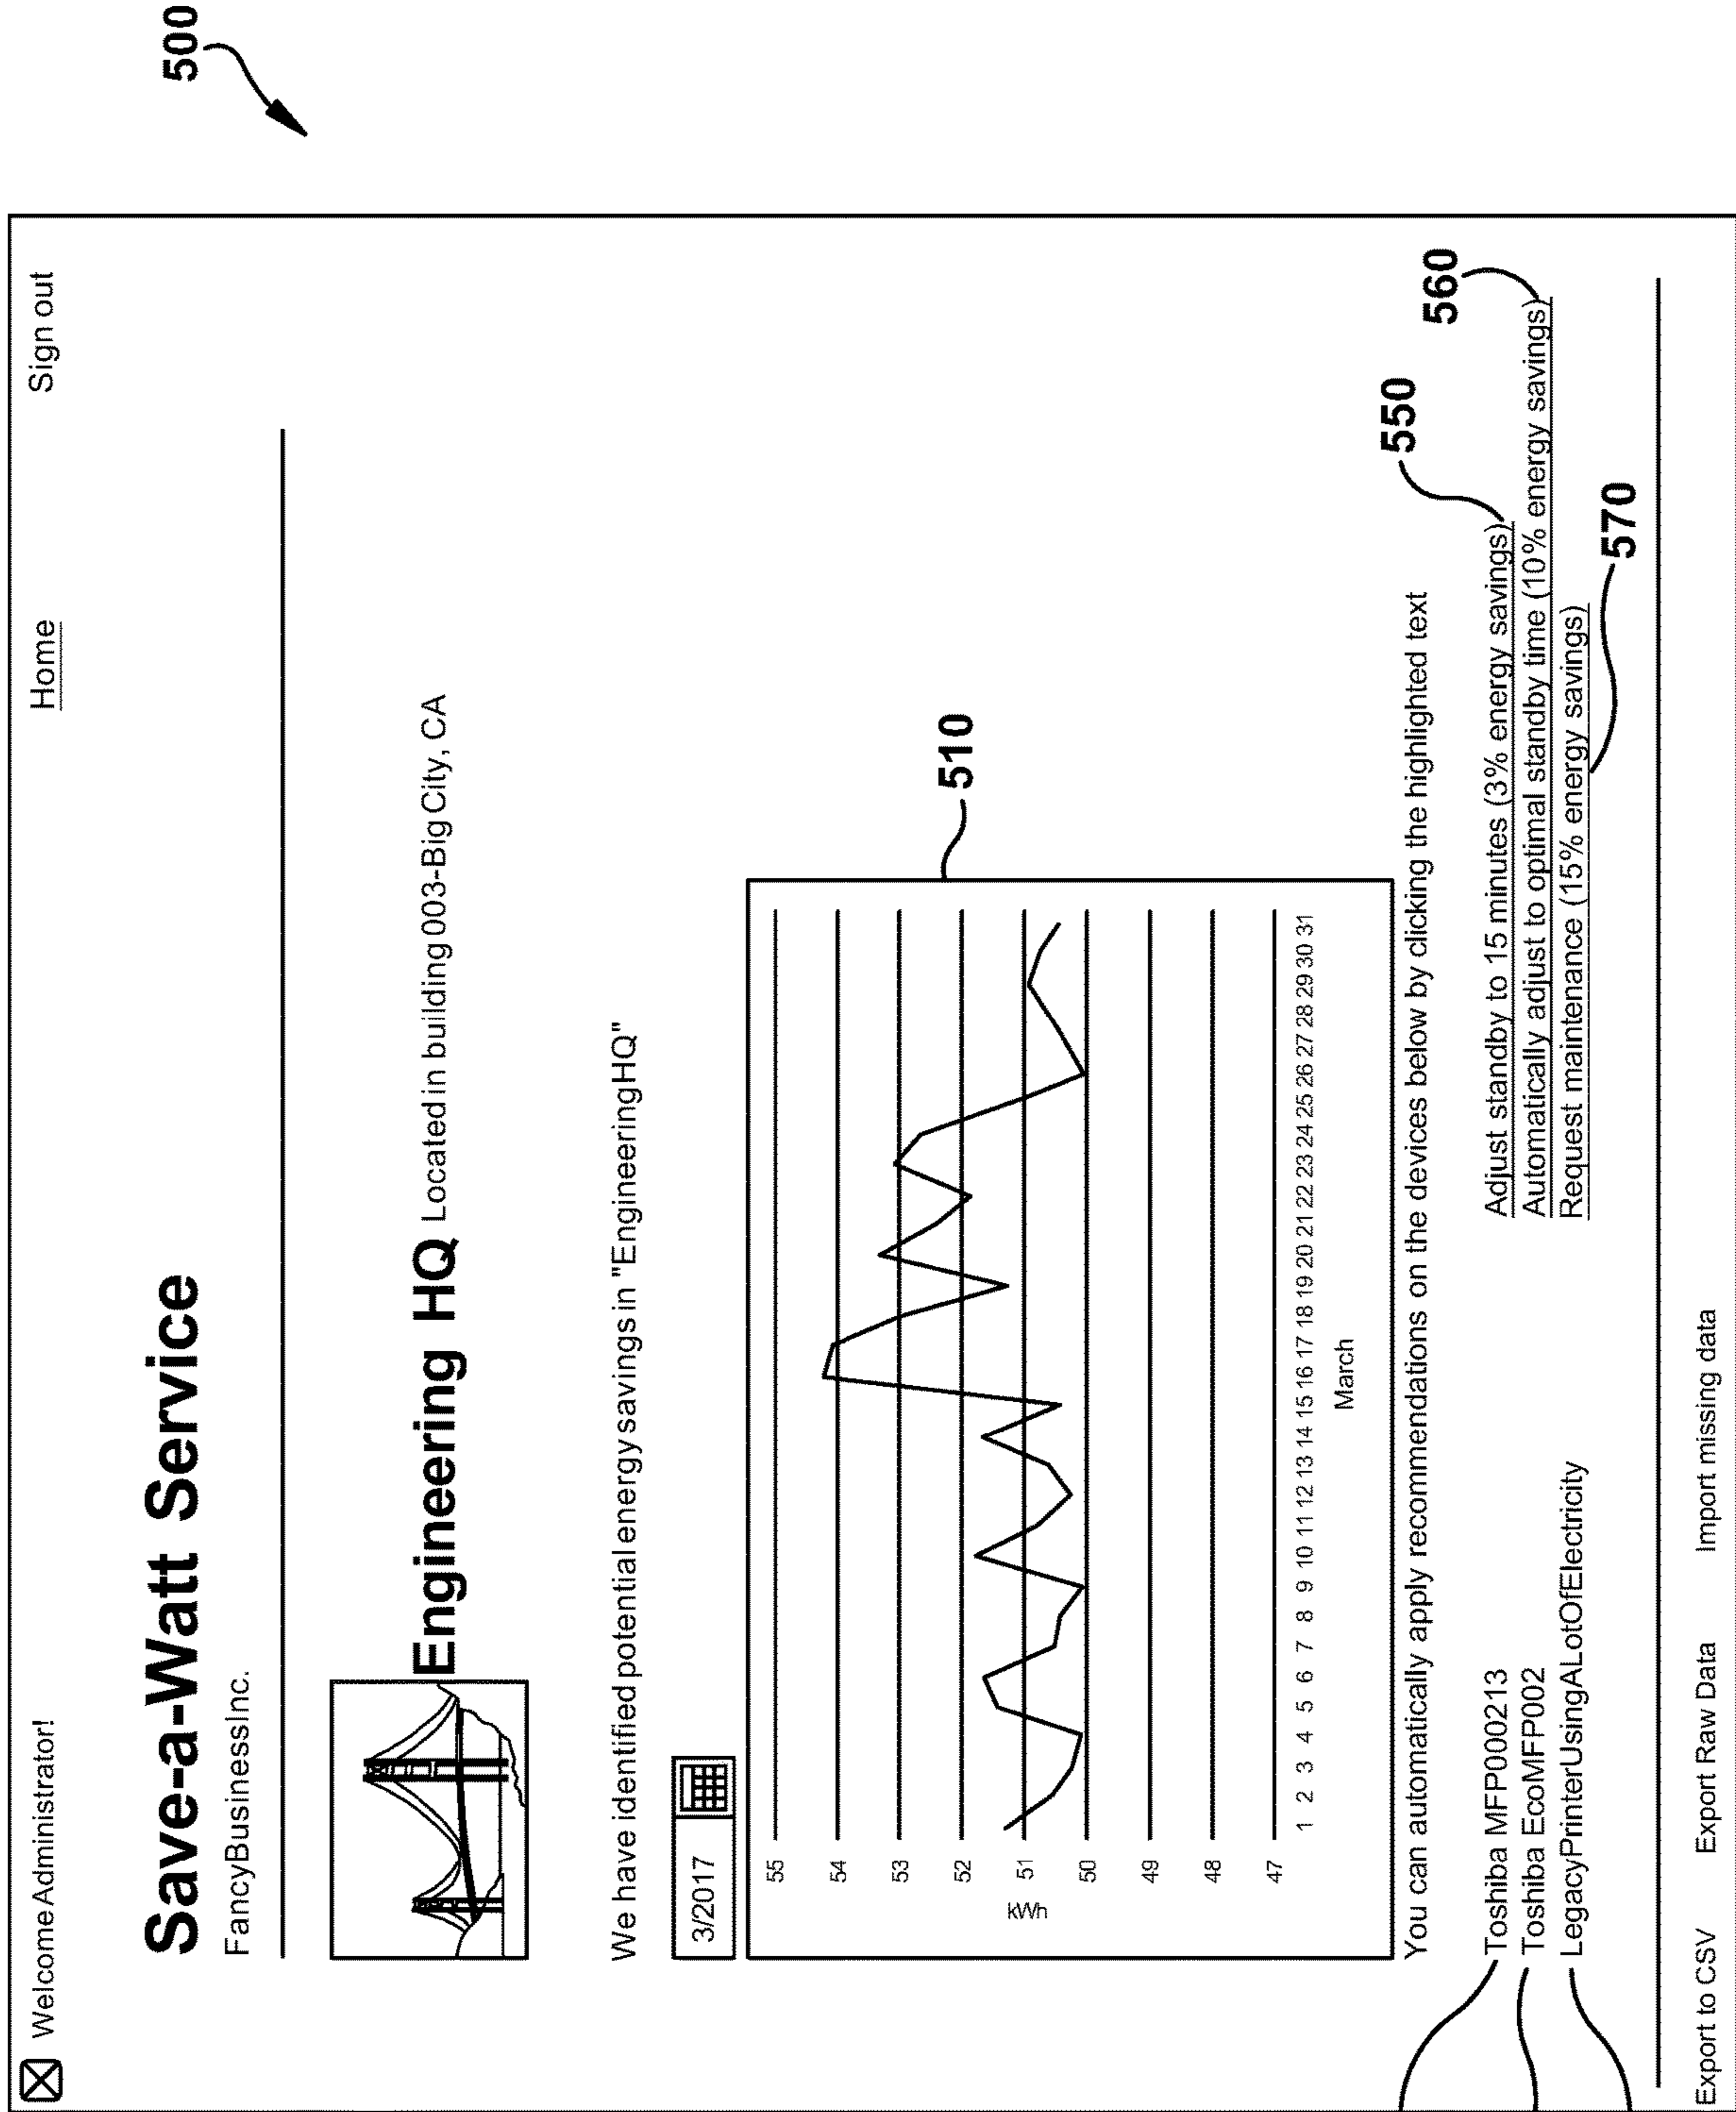 500
Welcome Administrator!
Home
Sign out
Save-a-Watt Service
FancyBusinessInc.
Engineering HQ Located in building 003-Big City, CA
We have identified potential energy savings in "EngineeringHQ"
3/2017
510
55
54
53
52
51
50
49
48
47
kWh
1 2 3 4 5 6 7 8 9 10 11 12 13 14 15 16 17 18 19 20 21 22 23 24 25 26 27 28 29 30 31
March
You can automatically apply recommendations on the devices below by clicking the highlighted text
550
560
Toshiba MFP000213 Adjust standby to 15 minutes (3% energy savings)
Toshiba EcoMFP002 Automatically adjust to optimal standby time (10% energy savings)
LegacyPrinterUsingALotOfElectricity Request maintenance (15% energy savings)
570
Export to CSV Export Raw Data Import missing data